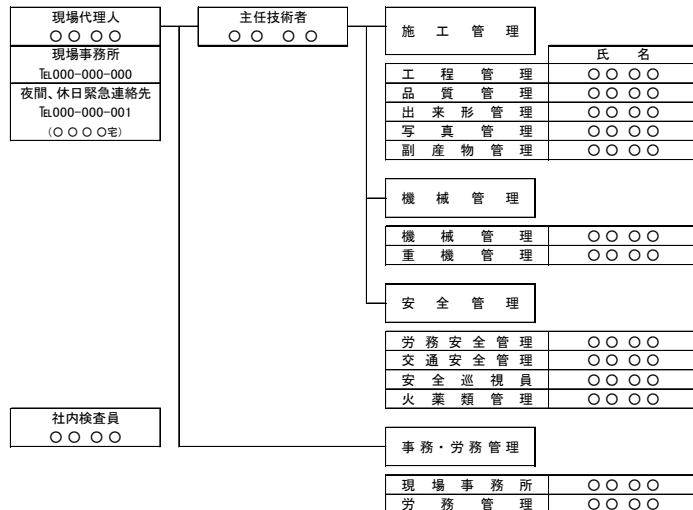 現場代理人
○○ ○○
現場事務所
℡000-000-000
夜間、休日緊急連絡先
℡000-000-001
(○○○○宅)
主任技術者
○○ ○○
施工管理
氏名
工程管理 ○○○○
品質管理 ○○○○
出来形管理 ○○○○
写真管理 ○○○○
副産物管理 ○○○○
機械管理
機械管理 ○○○○
重機管理 ○○○○
安全管理
労務安全管理 ○○○○
交通安全管理 ○○○○
安全巡視員 ○○○○
火薬類管理 ○○○○
社内検査員
○○ ○○
事務・労務管理
現場事務所 ○○○○
労務管理 ○○○○